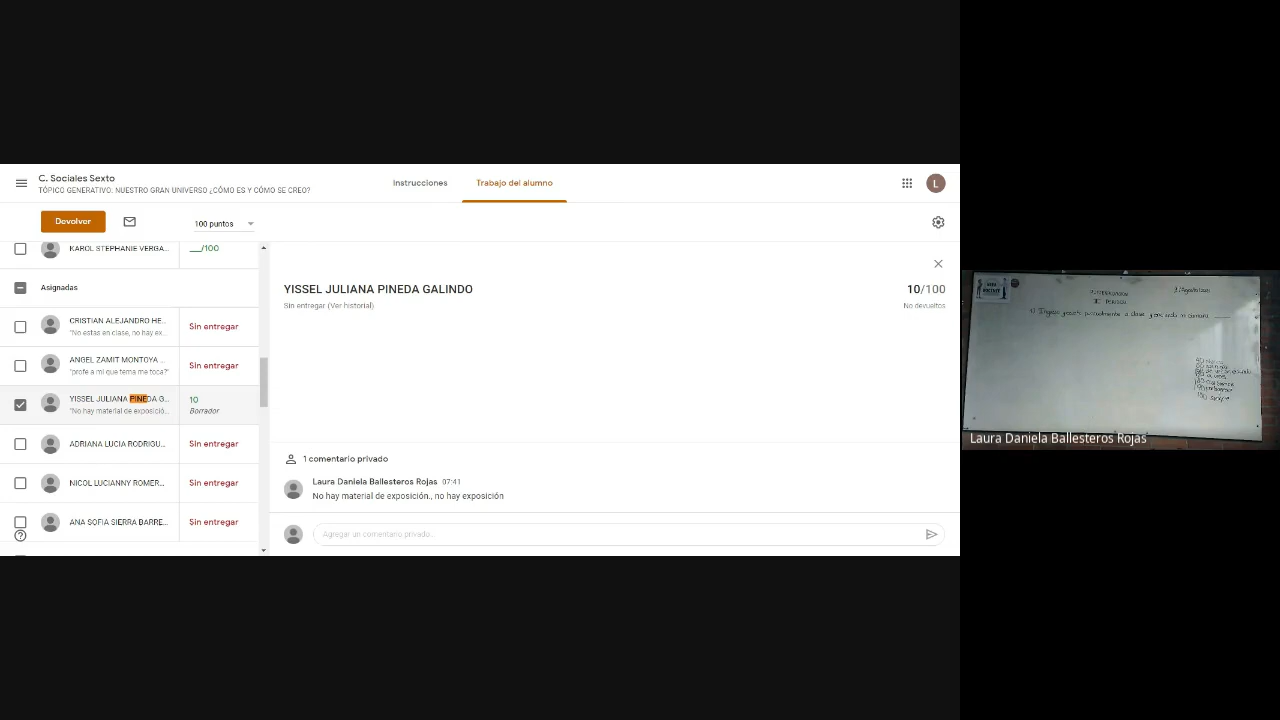 C. Sociales Sexto
TÓPICO GENERATIVO: NUESTRO GRAN UNIVERSO ¿CÓMO ES Y CÓMO SE CREO?
Instrucciones
Trabajo del alumno
L
Devolver
100 puntos
KAROL STEPHANIE VERGA...
__/100
Asignadas
CRISTIAN ALEJANDRO HE...
"No estas en clase, no hay ex...
Sin entregar
ANGEL ZAMIT MONTOYA ...
"profe a mi que tema me toca?"
Sin entregar
YISSEL JULIANA PINEDA G...
"No hay material de exposició...
10
Borrador
ADRIANA LUCIA RODRIGU...
Sin entregar
NICOL LUCIANNY ROMER...
Sin entregar
ANA SOFIA SIERRA BARRE...
Sin entregar
YISSEL JULIANA PINEDA GALINDO
Sin entregar (Ver historial)
10/100
No devueltos
1 comentario privado
Laura Daniela Ballesteros Rojas 07:41
No hay material de exposición., no hay exposición
Agregar un comentario privado...
Laura Daniela Ballesteros Rojas